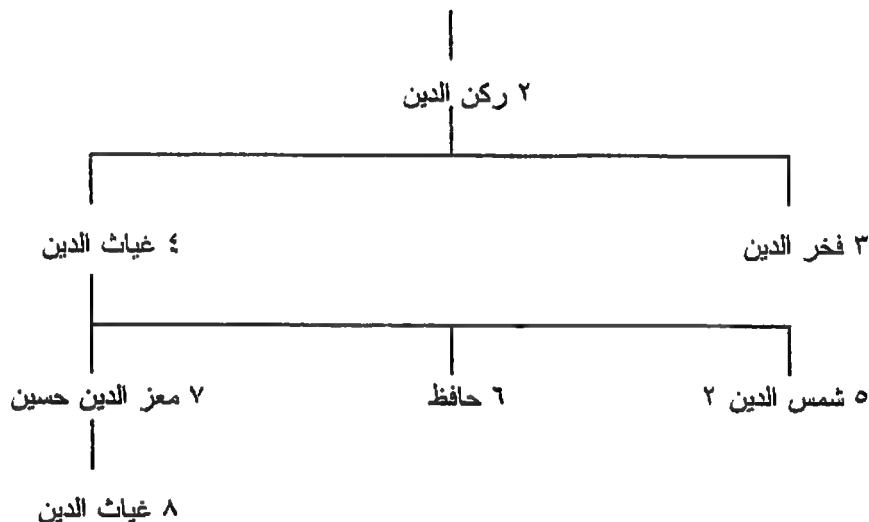 ٢ ركن الدين
٣ فخر الدين
٤ غياث الدين
٥ شمس الدين ٢
٦ حافظ
٧ معز الدين حسين
٨ غياث الدين